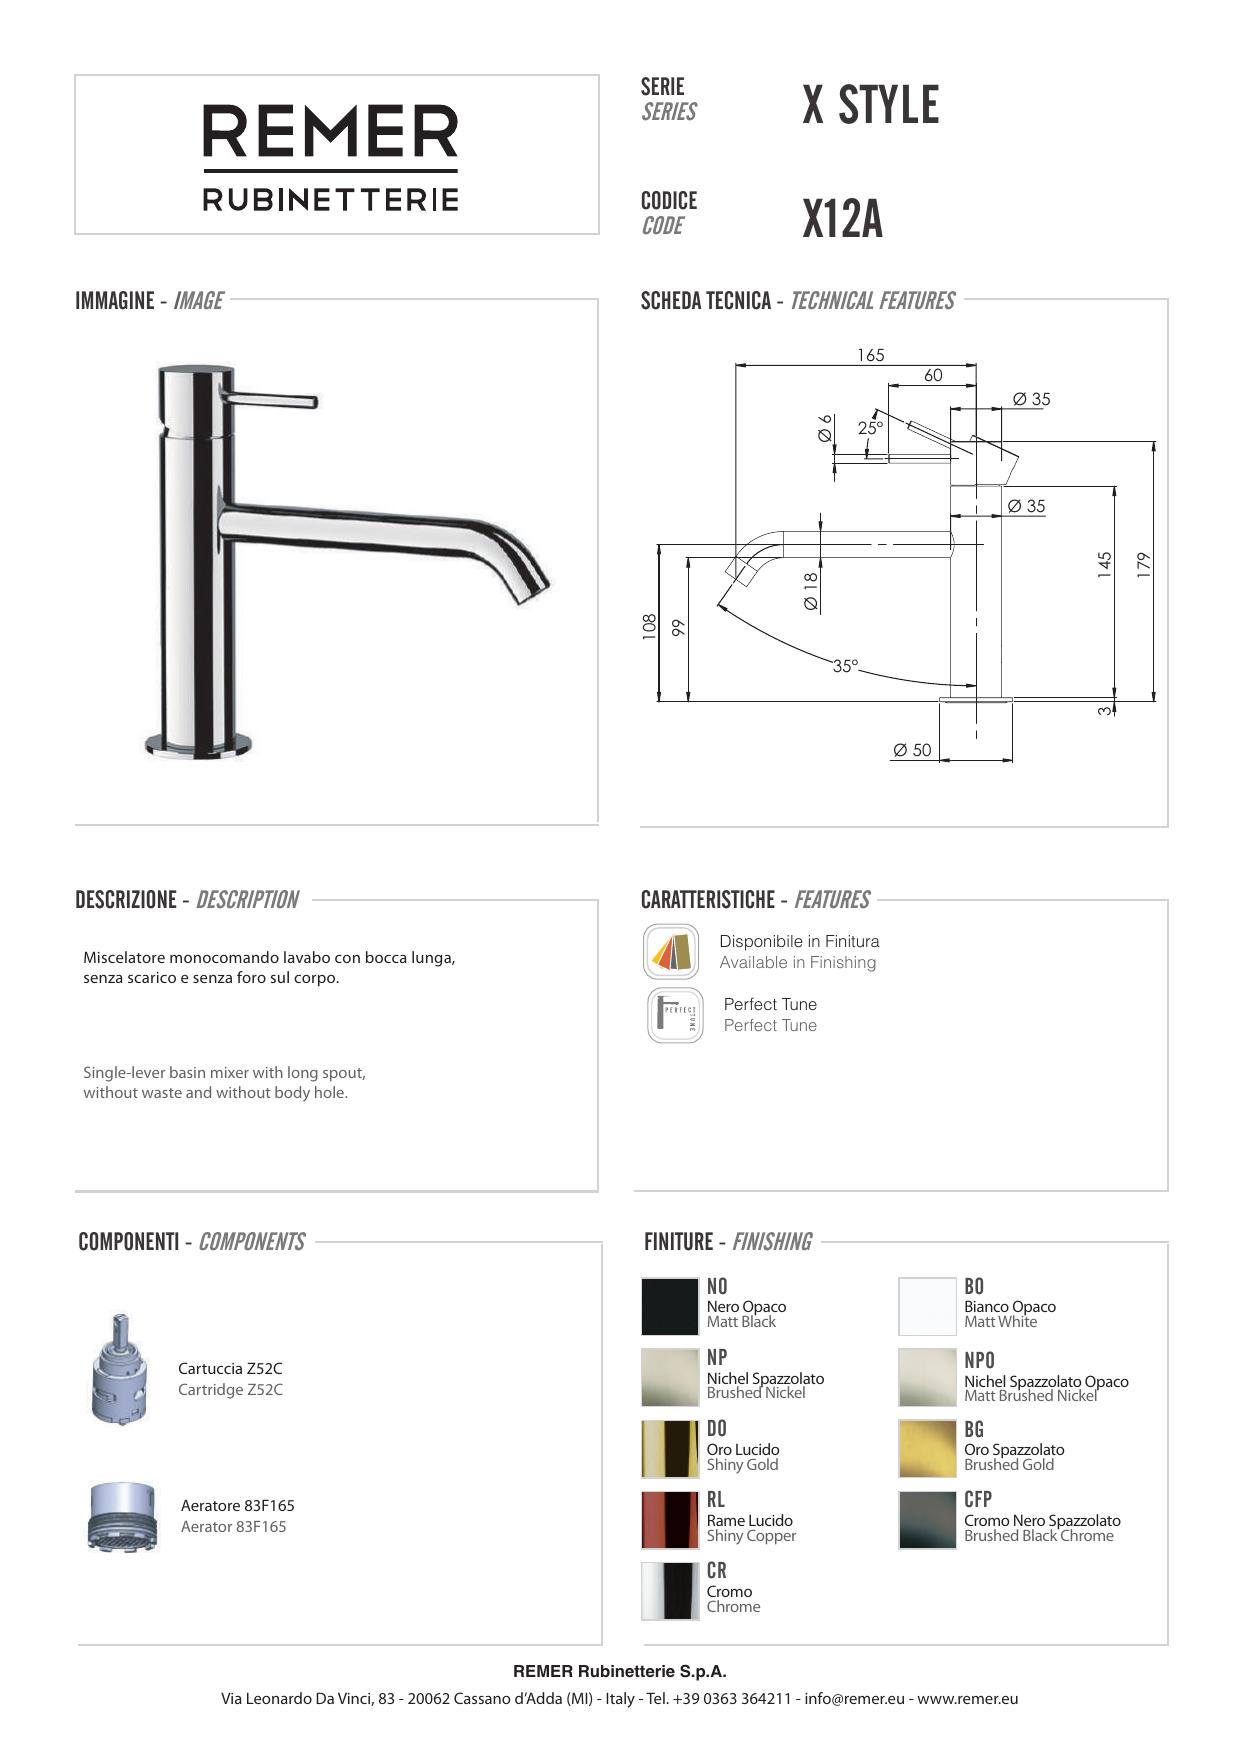 REMER
RUBINETTERIE
SERIE
SERIES
X STYLE
CODICE
CODE
X12A
IMMAGINE - IMAGE
SCHEDA TECNICA - TECHNICAL FEATURES
165
60
Ø 35
Ø 6
25°
Ø 35
145
179
Ø 18
108
99
35°
3
Ø 50
DESCRIZIONE - DESCRIPTION
Miscelatore monocomando lavabo con bocca lunga,
senza scarico e senza foro sul corpo.
Single-lever basin mixer with long spout,
without waste and without body hole.
CARATTERISTICHE - FEATURES
Disponibile in Finitura
Available in Finishing
PERFECT
TUNE
Perfect Tune
Perfect Tune
COMPONENTI - COMPONENTS
Cartuccia Z52C
Cartridge Z52C
Aeratore 83F165
Aerator 83F165
FINITURE - FINISHING
NO
Nero Opaco
Matt Black
BO
Bianco Opaco
Matt White
NP
Nichel Spazzolato
Brushed Nickel
NPO
Nichel Spazzolato Opaco
Matt Brushed Nickel
DO
Oro Lucido
Shiny Gold
BG
Oro Spazzolato
Brushed Gold
RL
Rame Lucido
Shiny Copper
CFP
Cromo Nero Spazzolato
Brushed Black Chrome
CR
Cromo
Chrome
REMER Rubinetterie S.p.A.
Via Leonardo Da Vinci, 83 - 20062 Cassano d'Adda (MI) - Italy - Tel. +39 0363 364211 - info@remer.eu - www.remer.eu